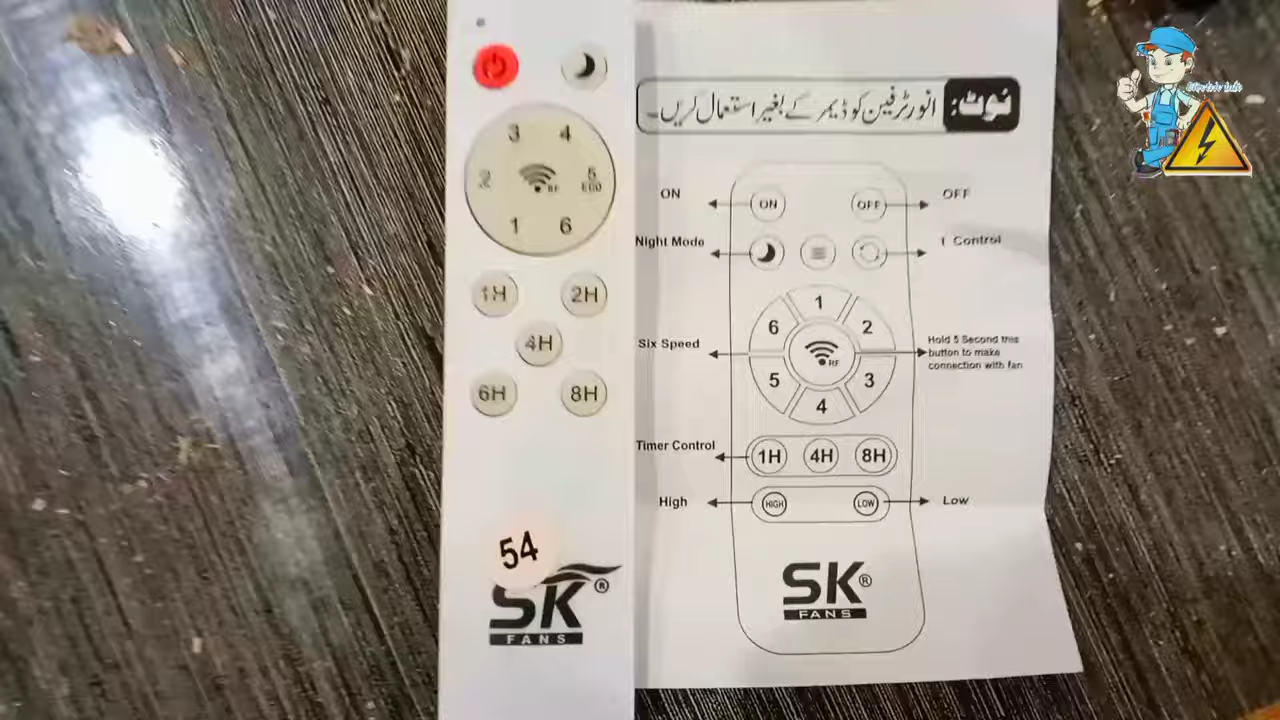 3 4
2 RF 5
ECO
1 6
1H 2H
4H
6H 8H
54
SK®
FANS
نوٹ: انورٹر فین کو ڈیمر کے بغیر استعمال کریں۔
ON ON OFF OFF
Night Mode Control
1
6 2
Six Speed RF Hold 5 Second this
button to make
connection with fan
5 3
4
Timer Control 1H 4H 8H
High HIGH LOW Low
SK®
FANS